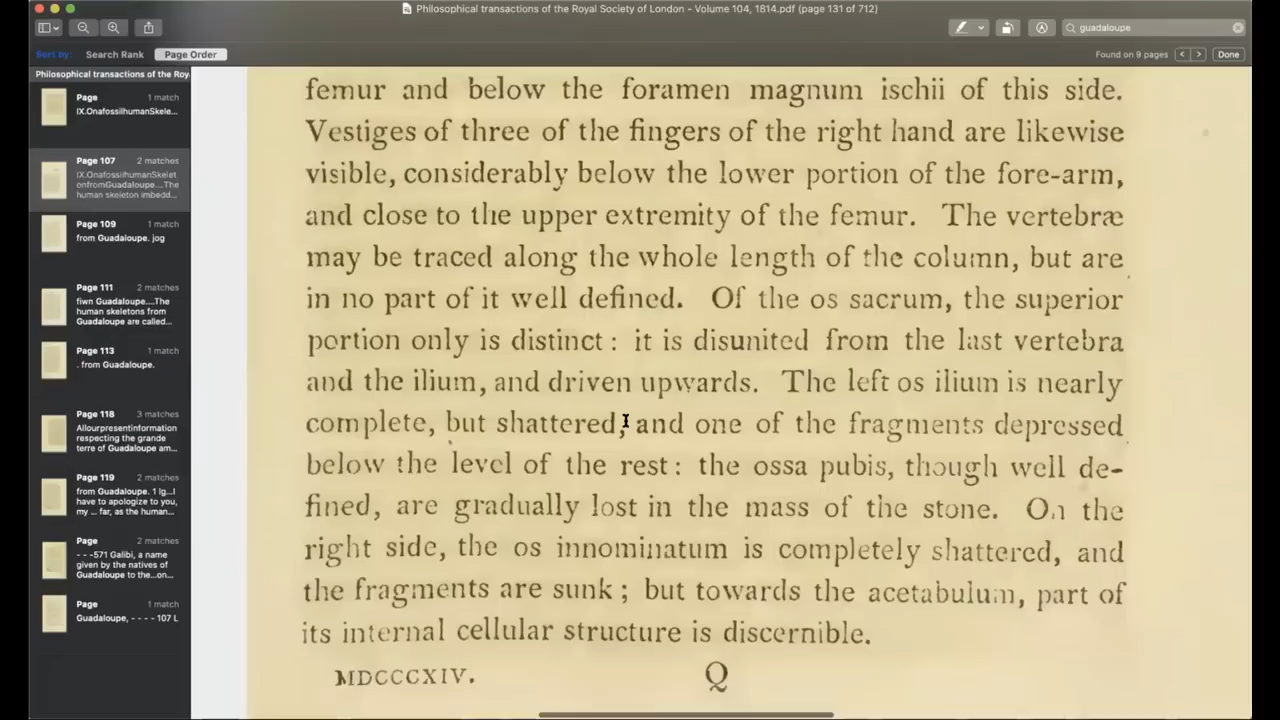 Philosophical transactions of the Royal Society of London - Volume 104, 1814.pdf (page 131 of 712)
guadaloupe
Sort by: Search Rank Page Order
Found on 9 pages
Done
Philosophical transactions of the Roy
Page 1 match
IX.OnafossilhumanSkele...
Page 107 2 matches
IX.OnafossilhumanSkelet
onfromGuadaloupe....The
human skeleton imbedd...
Page 109 1 match
from Guadaloupe. jog
Page 111 2 matches
fiwn Guadaloupe....The
human skeletons from
Guadaloupe are called...
Page 113 1 match
. from Guadaloupe.
Page 118 3 matches
Allourpresentinformation
respecting the grande
terre of Guadaloupe am...
Page 119 2 matches
from Guadaloupe. 1 lg...I
have to apologize to you,
my ... far, as the human...
Page 2 matches
- - -571 Galibi, a name
given by the natives of
Guadaloupe to the...on...
Page 1 match
Guadaloupe, - - - - 107 L
femur and below the foramen magnum ischii of this side.
Vestiges of three of the fingers of the right hand are likewise
visible, considerably below the lower portion of the fore-arm,
and close to the upper extremity of the femur. The vertebræ
may be traced along the whole length of the column, but are
in no part of it well defined. Of the os sacrum, the superior
portion only is distinct : it is disunited from the last vertebra
and the ilium, and driven upwards. The left os ilium is nearly
complete, but shattered, and one of the fragments depressed
below the level of the rest : the ossa pubis, though well de-
fined, are gradually lost in the mass of the stone. On the
right side, the os innominatum is completely shattered, and
the fragments are sunk ; but towards the acetabulum, part of
its internal cellular structure is discernible.
MDCCCXIV. Q